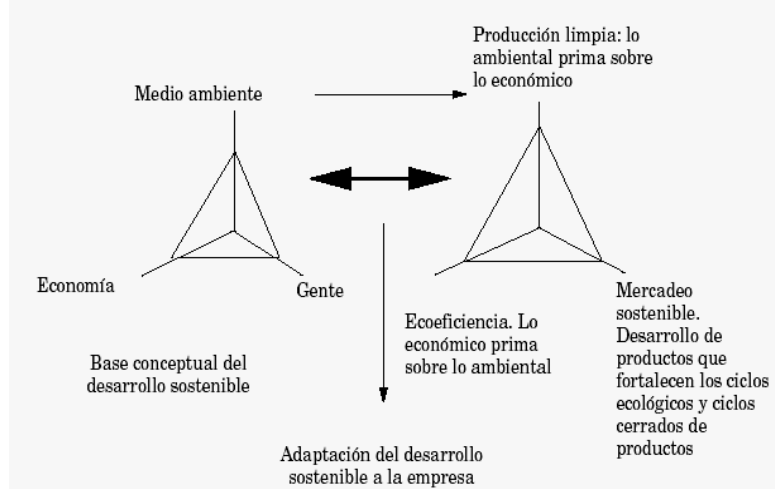 Producción limpia: lo
ambiental prima sobre
lo económico
Medio ambiente
Economía
Gente
Mercadeo
sostenible.
Desarrollo de
productos que
fortalecen los ciclos
ecológicos y ciclos
cerrados de
productos
Ecoeficiencia. Lo
económico prima
sobre lo ambiental
Base conceptual del
desarrollo sostenible
Adaptación del desarrollo
sostenible a la empresa